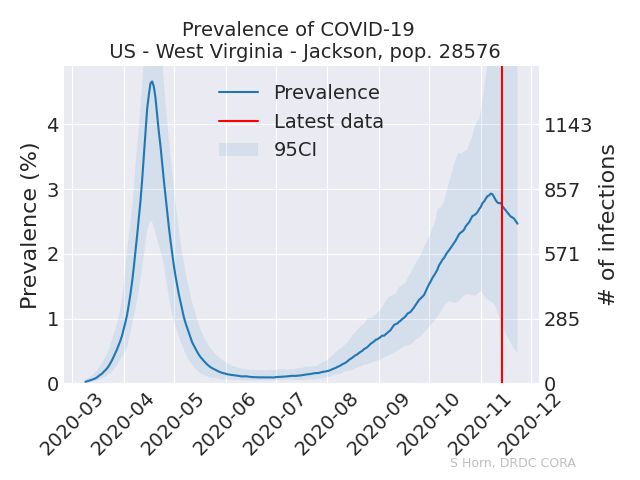 Prevalence of COVID-19
US - West Virginia - Jackson, pop. 28576
Prevalence
Latest data
95CI
Prevalence (%)
4
3
2
1
0
1143
857
571
285
0
# of infections
2020-03
2020-04
2020-05
2020-06
2020-07
2020-08
2020-09
2020-10
2020-11
2020-12
S Horn, DRDC CORA